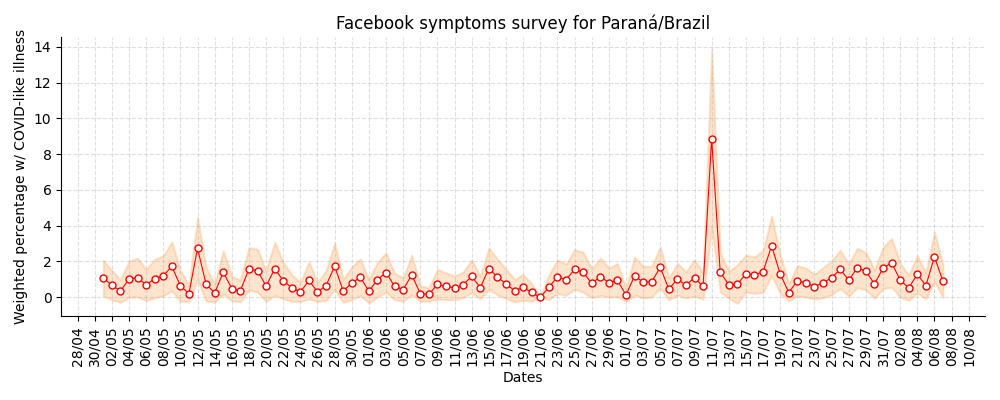 Facebook symptoms survey for Paraná/Brazil
Weighted percentage w/ COVID-like illness
14
12
10
8
6
4
2
0
28/04 30/04 02/05 04/05 06/05 08/05 10/05 12/05 14/05 16/05 18/05 20/05 22/05 24/05 26/05 28/05 30/05 01/06 03/06 05/06 07/06 09/06 11/06 13/06 15/06 17/06 19/06 21/06 23/06 25/06 27/06 29/06 01/07 03/07 05/07 07/07 09/07 11/07 13/07 15/07 17/07 19/07 21/07 23/07 25/07 27/07 29/07 31/07 02/08 04/08 06/08 08/08 10/08
Dates